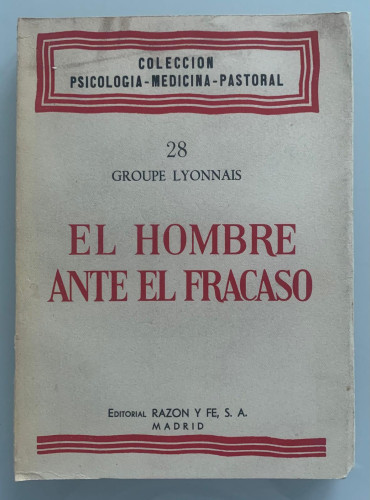 COLECCION
PSICOLOGIA-MEDICINA-PASTORAL
28
GROUPE LYONNAIS
EL HOMBRE
ANTE EL FRACASO
EDITORIAL RAZON Y FE, S. A.
MADRID